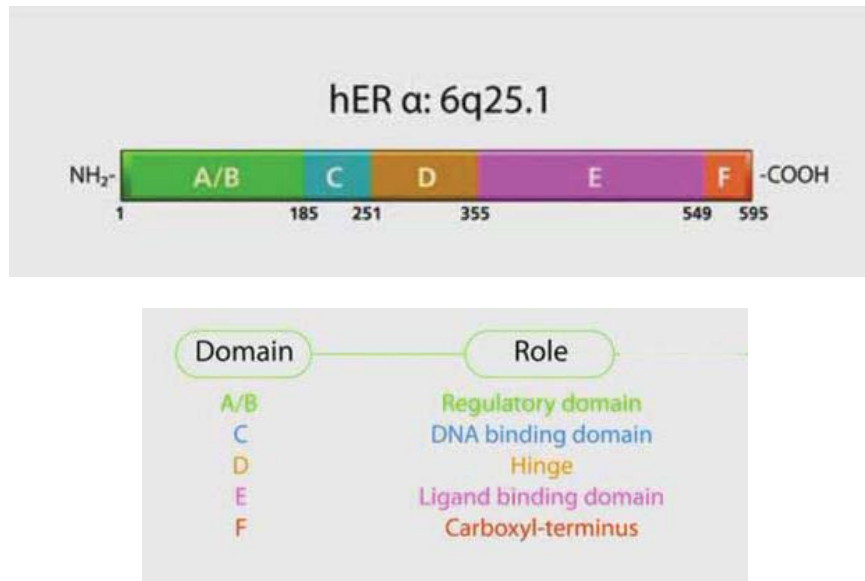 hER α: 6q25.1
NH₂- A/B C D E F -COOH
1 185 251 355 549 595
Domain Role
A/B Regulatory domain
C DNA binding domain
D Hinge
E Ligand binding domain
F Carboxyl-terminus